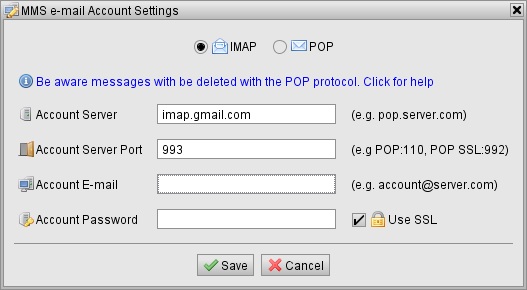 MMS e-mail Account Settings
IMAP POP
Be aware messages with be deleted with the POP protocol. Click for help
Account Server imap.gmail.com (e.g. pop.server.com)
Account Server Port 993 (e.g POP:110, POP SSL:992)
Account E-mail (e.g. account@server.com)
Account Password Use SSL
Save Cancel